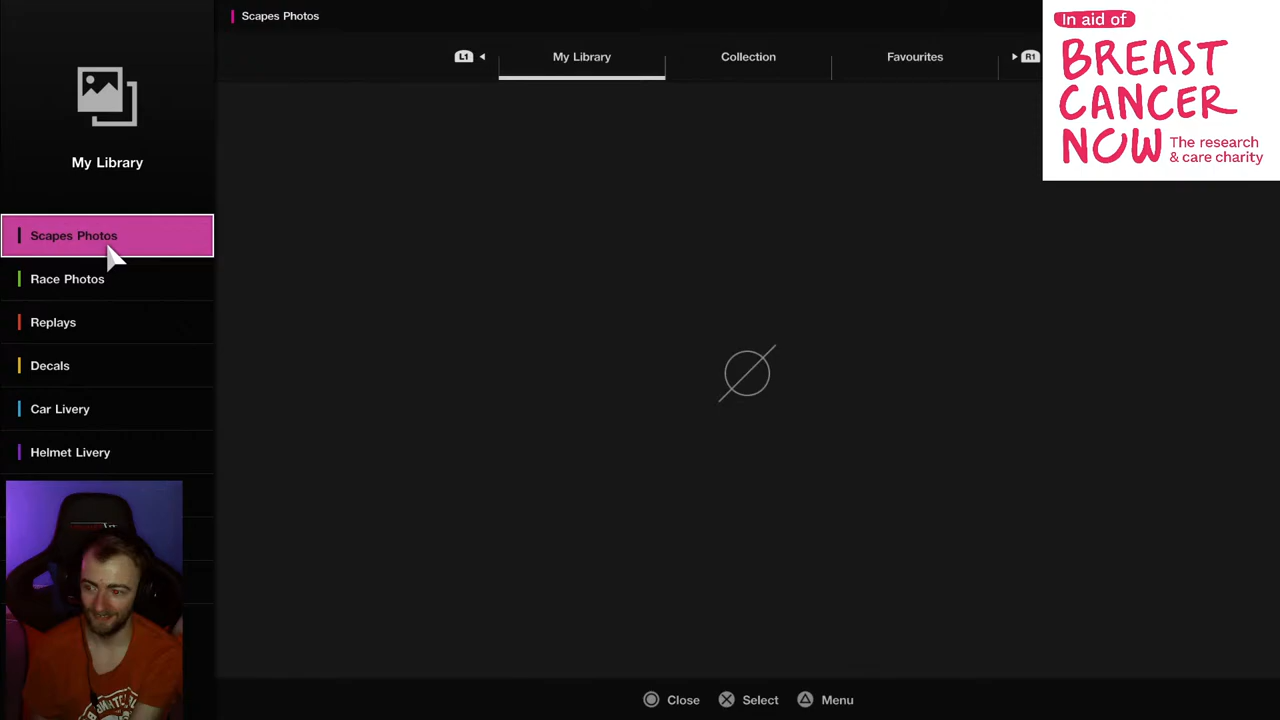 Scapes Photos
L1
My Library
Collection
Favourites
R1
In aid of
BREAST
CANCER
NOW
The research
& care charity
My Library
Scapes Photos
Race Photos
Replays
Decals
Car Livery
Helmet Livery
Close
Select
Menu